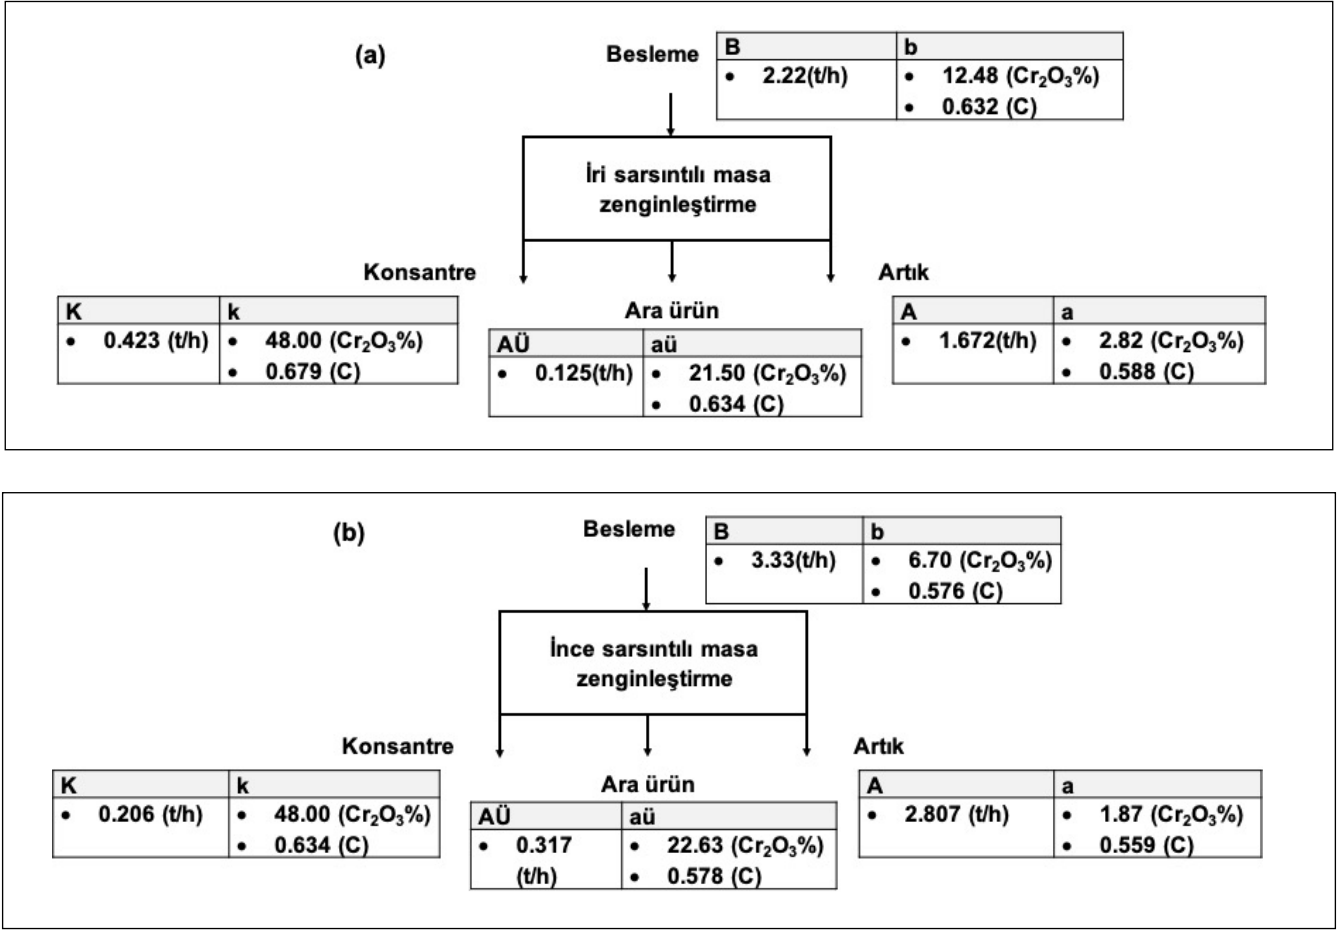 (a)
Besleme
B b
• 2.22(t/h) • 12.48 (Cr₂O₃%)
• 0.632 (C)
İri sarsıntılı masa
zenginleştirme
Konsantre
Artık
K k
• 0.423 (t/h) • 48.00 (Cr₂O₃%)
• 0.679 (C)
Ara ürün
AÜ aü
• 0.125(t/h) • 21.50 (Cr₂O₃%)
• 0.634 (C)
A a
• 1.672(t/h) • 2.82 (Cr₂O₃%)
• 0.588 (C)
(b)
Besleme
B b
• 3.33(t/h) • 6.70 (Cr₂O₃%)
• 0.576 (C)
İnce sarsıntılı masa
zenginleştirme
Konsantre
Artık
K k
• 0.206 (t/h) • 48.00 (Cr₂O₃%)
• 0.634 (C)
Ara ürün
AÜ aü
• 0.317 • 22.63 (Cr₂O₃%)
(t/h) • 0.578 (C)
A a
• 2.807 (t/h) • 1.87 (Cr₂O₃%)
• 0.559 (C)